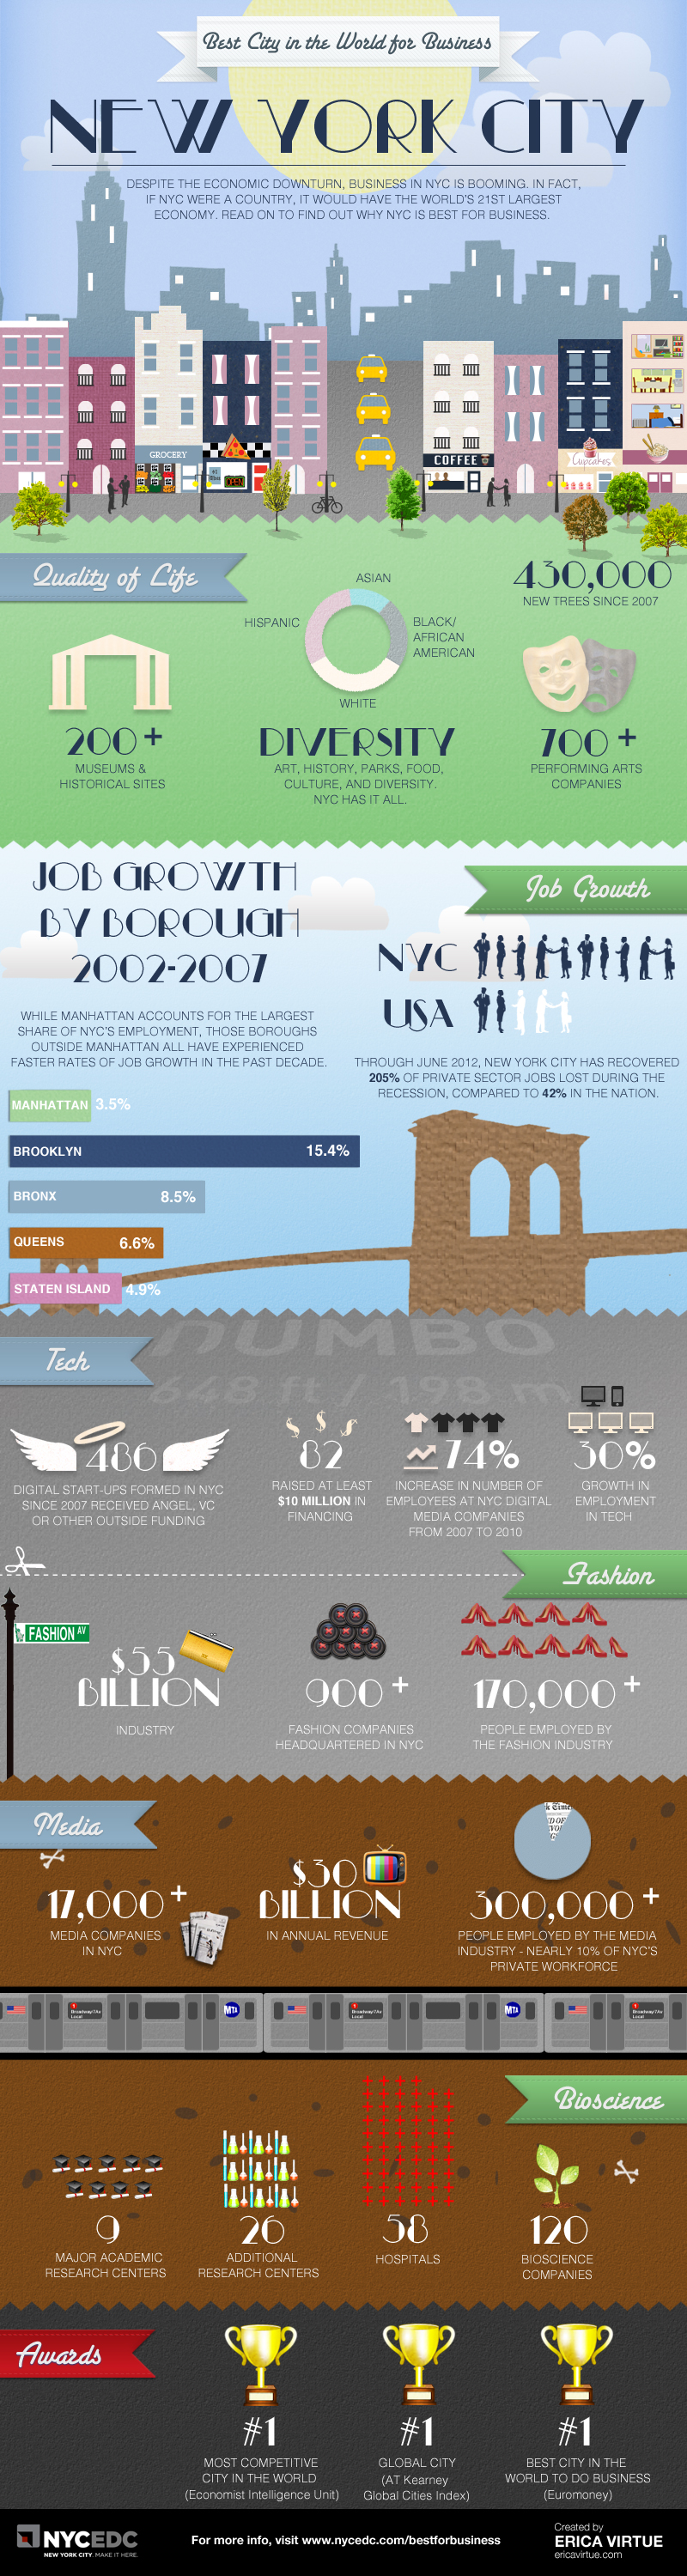 Best City in the World for Business
NEW YORK CITY
DESPITE THE ECONOMIC DOWNTURN, BUSINESS IN NYC IS BOOMING. IN FACT,
IF NYC WERE A COUNTRY, IT WOULD HAVE THE WORLD'S 21ST LARGEST
ECONOMY. READ ON TO FIND OUT WHY NYC IS BEST FOR BUSINESS.
GROCERY
OPEN
COFFEE
Cupcakes
Quality of Life
200+
MUSEUMS &
HISTORICAL SITES
ASIAN
HISPANIC
BLACK/
AFRICAN
AMERICAN
WHITE
DIVERSITY
ART, HISTORY, PARKS, FOOD,
CULTURE, AND DIVERSITY.
NYC HAS IT ALL.
430,000
NEW TREES SINCE 2007
700+
PERFORMING ARTS
COMPANIES
JOB GROWTH
BY BOROUGH
2002-2007
WHILE MANHATTAN ACCOUNTS FOR THE LARGEST
SHARE OF NYC'S EMPLOYMENT, THOSE BOROUGHS
OUTSIDE MANHATTAN ALL HAVE EXPERIENCED
FASTER RATES OF JOB GROWTH IN THE PAST DECADE.
MANHATTAN 3.5%
BROOKLYN 15.4%
BRONX 8.5%
QUEENS 6.6%
STATEN ISLAND 4.9%
Job Growth
NYC
USA
THROUGH JUNE 2012, NEW YORK CITY HAS RECOVERED
205% OF PRIVATE SECTOR JOBS LOST DURING THE
RECESSION, COMPARED TO 42% IN THE NATION.
DUMBO
648 ft / 198 m
Tech
486
DIGITAL START-UPS FORMED IN NYC
SINCE 2007 RECEIVED ANGEL, VC
OR OTHER OUTSIDE FUNDING
$ $ $
82
RAISED AT LEAST
$10 MILLION IN
FINANCING
74%
INCREASE IN NUMBER OF
EMPLOYEES AT NYC DIGITAL
MEDIA COMPANIES
FROM 2007 TO 2010
30%
GROWTH IN
EMPLOYMENT
IN TECH
Fashion
FASHION AV
$55
BILLION
INDUSTRY
900+
FASHION COMPANIES
HEADQUARTERED IN NYC
170,000+
PEOPLE EMPLOYED BY
THE FASHION INDUSTRY
Media
17,000+
MEDIA COMPANIES
IN NYC
$30
BILLION
IN ANNUAL REVENUE
300,000+
PEOPLE EMPLOYED BY THE MEDIA
INDUSTRY - NEARLY 10% OF NYC'S
PRIVATE WORKFORCE
1
Broadway/7Av
Local
MTA
1
Broadway/7Av
Local
MTA
1
Broadway/7Av
Local
Bioscience
9
MAJOR ACADEMIC
RESEARCH CENTERS
26
ADDITIONAL
RESEARCH CENTERS
58
HOSPITALS
120
BIOSCIENCE
COMPANIES
Awards
#1
MOST COMPETITIVE
CITY IN THE WORLD
(Economist Intelligence Unit)
#1
GLOBAL CITY
(AT Kearney
Global Cities Index)
#1
BEST CITY IN THE
WORLD TO DO BUSINESS
(Euromoney)
NYCEDC
NEW YORK CITY. MAKE IT HERE.
For more info, visit www.nycedc.com/bestforbusiness
Created by
ERICA VIRTUE
ericavirtue.com